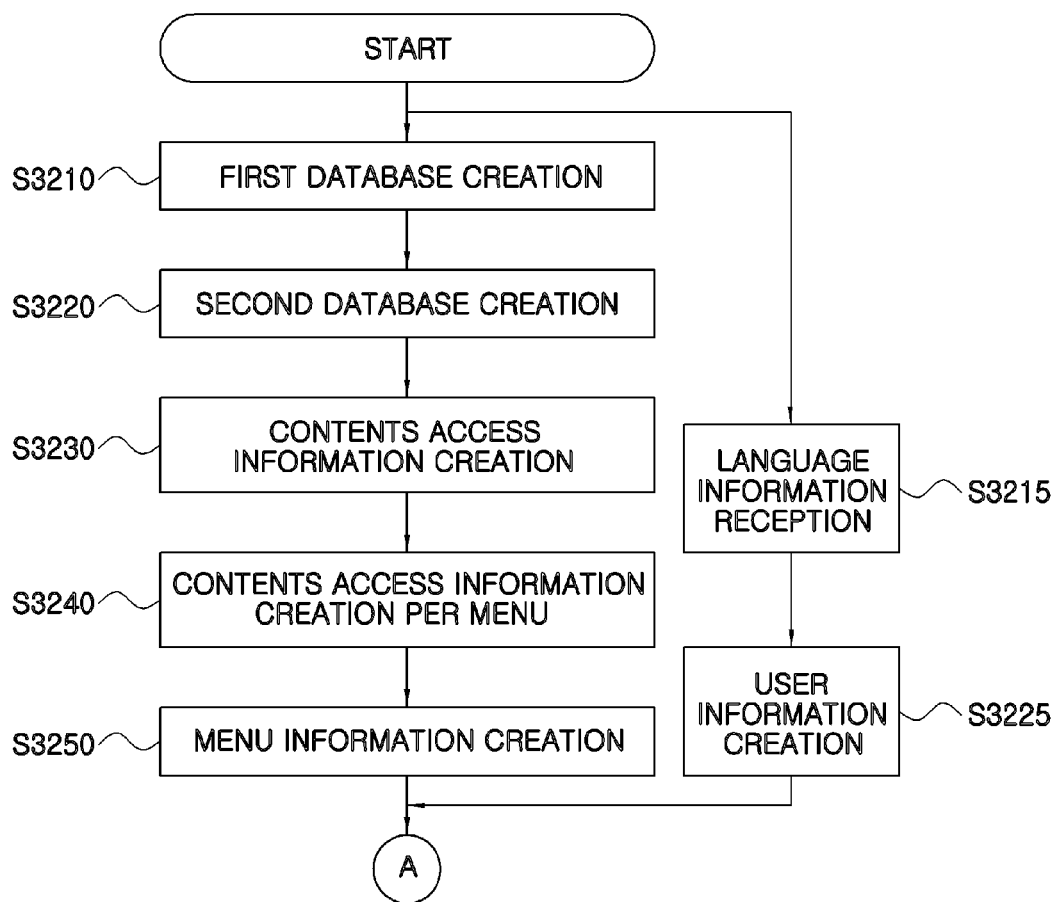 START
S3210
FIRST DATABASE CREATION
S3220
SECOND DATABASE CREATION
S3230
CONTENTS ACCESS
INFORMATION CREATION
LANGUAGE
INFORMATION
RECEPTION
S3215
S3240
CONTENTS ACCESS INFORMATION
CREATION PER MENU
S3250
MENU INFORMATION CREATION
USER
INFORMATION
CREATION
S3225
A